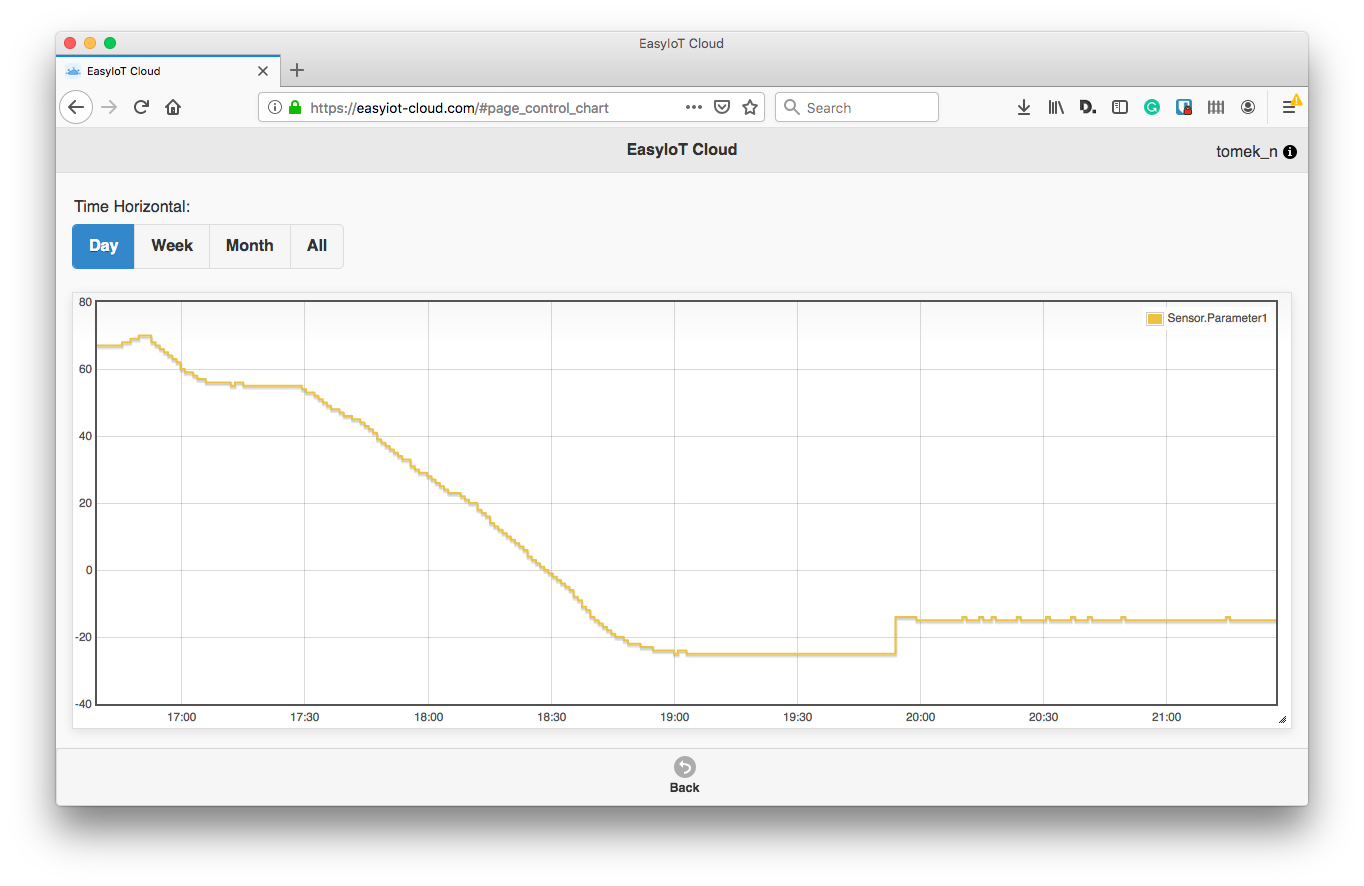 EasyIoT Cloud
EasyIoT Cloud
https://easyiot-cloud.com/#page_control_chart
Search
D.
EasyIoT Cloud
tomek_n
Time Horizontal:
Day Week Month All
80
60
40
20
0
-20
-40
Sensor.Parameter1
17:00 17:30 18:00 18:30 19:00 19:30 20:00 20:30 21:00
Back